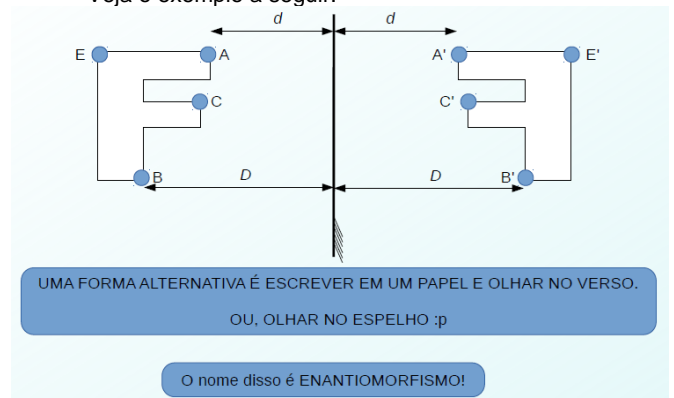 Veja o exemplo a seguir:
d d
E A A' E'
C C'
B D D B'
UMA FORMA ALTERNATIVA É ESCREVER EM UM PAPEL E OLHAR NO VERSO.
OU, OLHAR NO ESPELHO :p
O nome disso é ENANTIOMORFISMO!